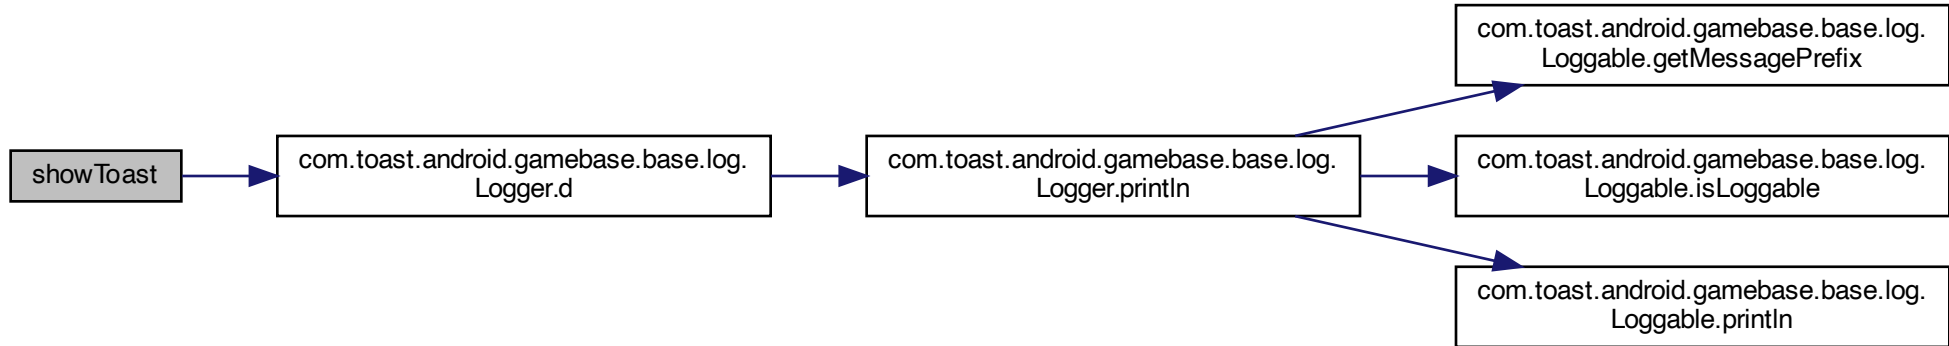 showToast
com.toast.android.gamebase.base.log.
Logger.d
com.toast.android.gamebase.base.log.
Logger.println
com.toast.android.gamebase.base.log.
Loggable.getMessagePrefix
com.toast.android.gamebase.base.log.
Loggable.isLoggable
com.toast.android.gamebase.base.log.
Loggable.println